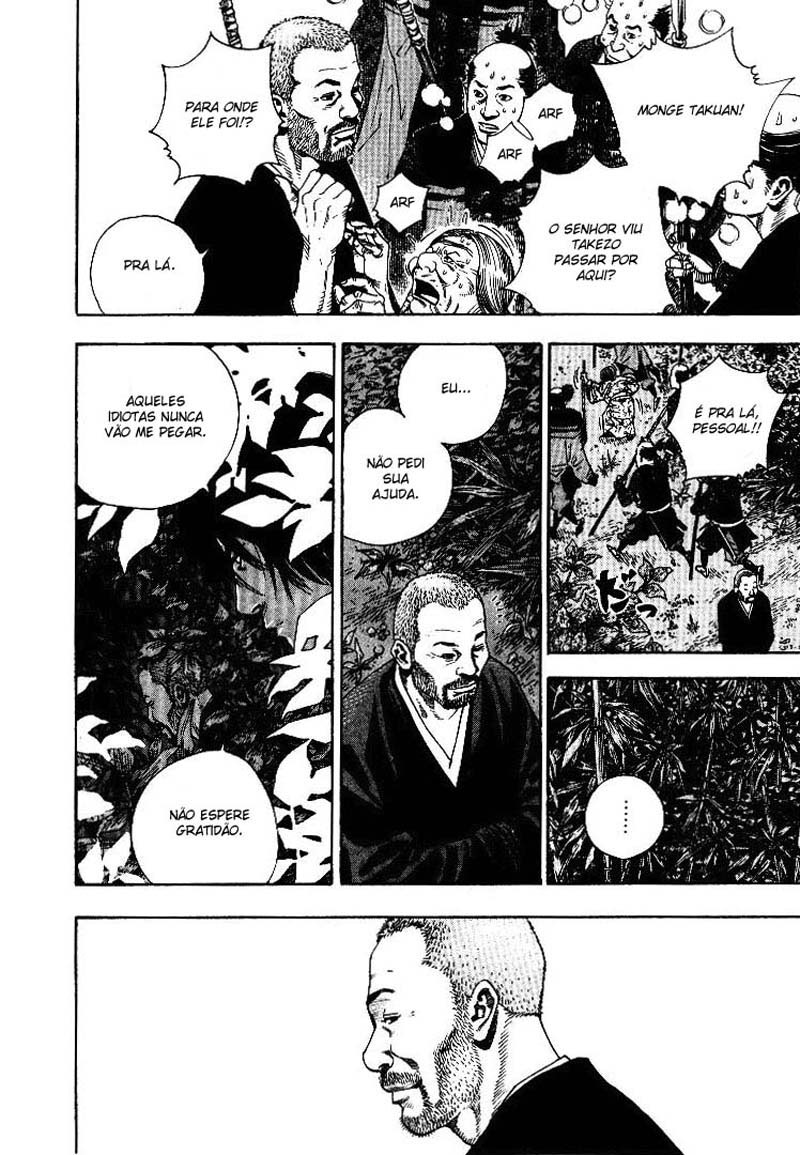 MONGE TAKUAN!
O SENHOR VIU
TAKEZO
PASSAR POR
AQUI?
ARF
ARF
ARF
PARA ONDE
ELE FOI!?
PRA LÁ.
É PRA LÁ,
PESSOAL!!
......
EU...
NÃO PEDI
SUA
AJUDA.
AQUELES
IDIOTAS NUNCA
VÃO ME PEGAR.
NÃO ESPERE
GRATIDÃO.